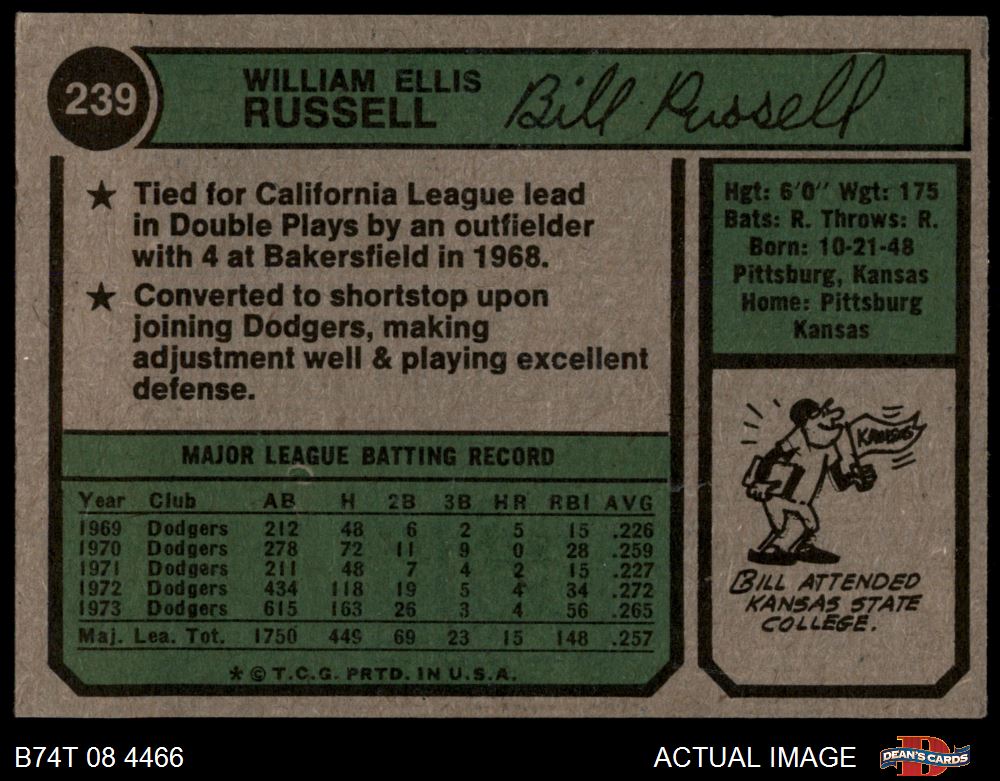 239
WILLIAM ELLIS
RUSSELL
Bill Russell
★ Tied for California League lead
in Double Plays by an outfielder
with 4 at Bakersfield in 1968.
★ Converted to shortstop upon
joining Dodgers, making
adjustment well & playing excellent
defense.
Hgt: 6'0" Wgt: 175
Bats: R. Throws: R.
Born: 10-21-48
Pittsburg, Kansas
Home: Pittsburg
Kansas
MAJOR LEAGUE BATTING RECORD
Year Club AB H 2B 3B HR RBI AVG
1969 Dodgers 212 48 6 2 5 15 .226
1970 Dodgers 278 72 11 9 0 28 .259
1971 Dodgers 211 48 7 4 2 15 .227
1972 Dodgers 434 118 19 5 4 34 .272
1973 Dodgers 615 163 26 3 4 56 .265
Maj. Lea. Tot. 1750 449 69 23 15 148 .257
* © T.C.G. PRTD. IN U.S.A.
KANSAS
BILL ATTENDED
KANSAS STATE
COLLEGE.
B74T 08 4466
ACTUAL IMAGE
DEAN'S CARDS